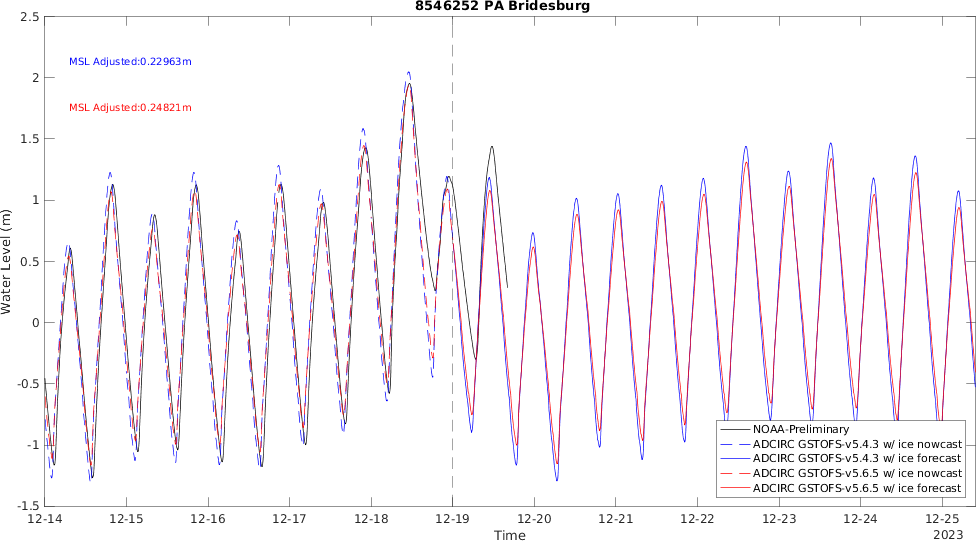 8546252 PA Bridesburg
2.5
2
1.5
1
0.5
0
-0.5
-1
-1.5
Water Level (m)
MSL Adjusted:0.22963m
MSL Adjusted:0.24821m
NOAA-Preliminary
ADCIRC GSTOFS-v5.4.3 w/ ice nowcast
ADCIRC GSTOFS-v5.4.3 w/ ice forecast
ADCIRC GSTOFS-v5.6.5 w/ ice nowcast
ADCIRC GSTOFS-v5.6.5 w/ ice forecast
12-14 12-15 12-16 12-17 12-18 12-19 12-20 12-21 12-22 12-23 12-24 12-25
Time
2023